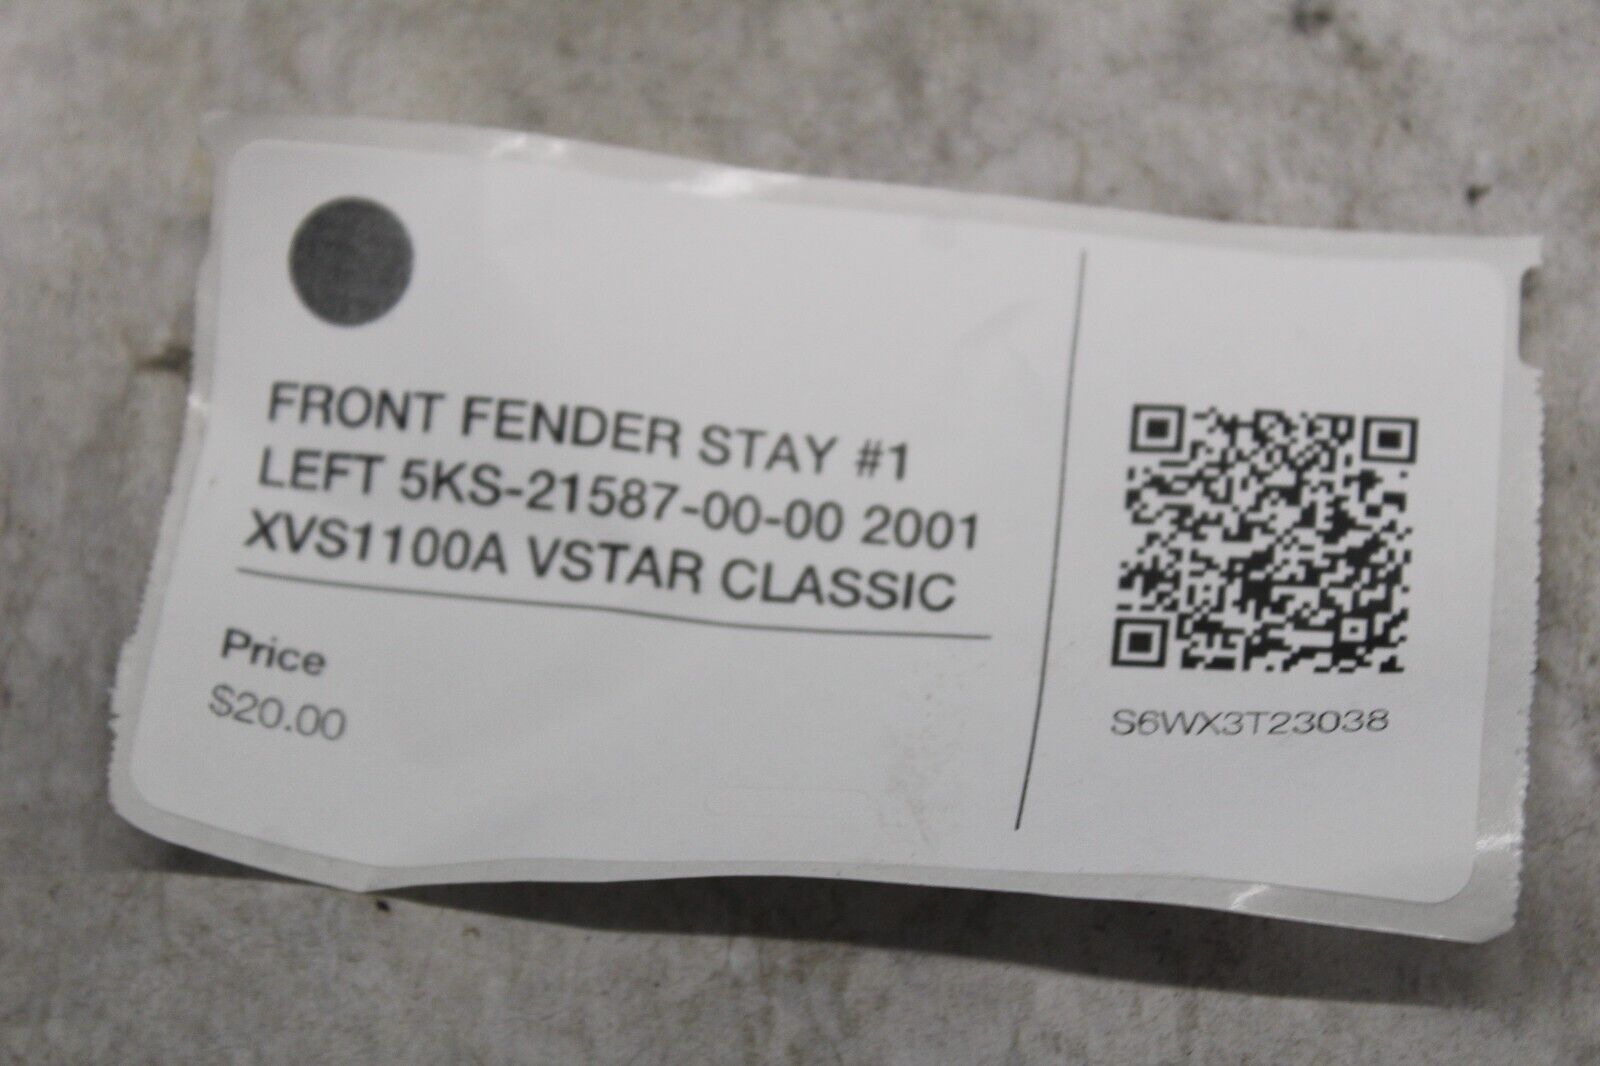 FRONT FENDER STAY #1
LEFT 5KS-21587-00-00 2001
XVS1100A VSTAR CLASSIC
Price
$20.00
S6WX3T23038